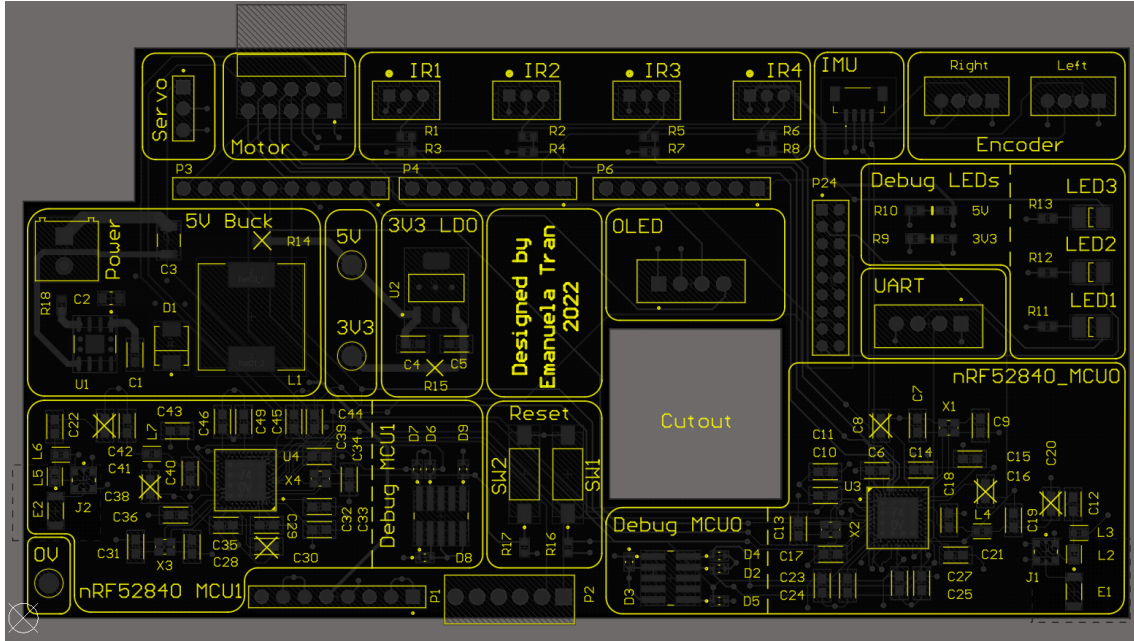 Servo
Motor
IR1
IR2
IR3
IR4
R1
R3
R2
R4
R5
R7
R6
R8
IMU
Right
Left
Encoder
P3
P4
P6
P24
Debug LEDs
R10
5V
R9
3V3
LED3
R13
LED2
R12
LED1
R11
Power
5V Buck
R14
C3
C2
R18
D1
U1
C1
L1
5V
3V3
3V3 LDO
U2
C4
C5
R15
Designed by
Emanuela Tran
2022
OLED
Cutout
UART
C22
C43
C46
C49
C45
C44
C42
L7
C39
C34
L6
C41
C40
U4
X4
L5
C38
E2
J2
C36
C29
C32
C33
C31
X3
C35
C28
C30
0V
nRF52840 MCU1
Debug MCU1
D7
D6
D9
D8
Reset
SW2
SW1
R17
R16
P1
P2
Debug MCU0
D3
D4
D2
D5
nRF52840_MCU0
C7
X1
C9
C8
C11
C10
C6
C14
C15
C16
C20
U3
C18
L4
C12
C13
X2
C19
C17
C21
L3
L2
J1
C23
C24
C27
C25
E1